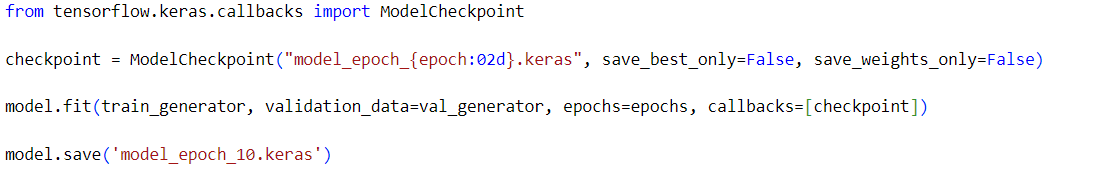 from tensorflow.keras.callbacks import ModelCheckpoint
checkpoint = ModelCheckpoint("model_epoch_{epoch:02d}.keras", save_best_only=False, save_weights_only=False)
model.fit(train_generator, validation_data=val_generator, epochs=epochs, callbacks=[checkpoint])
model.save('model_epoch_10.keras')